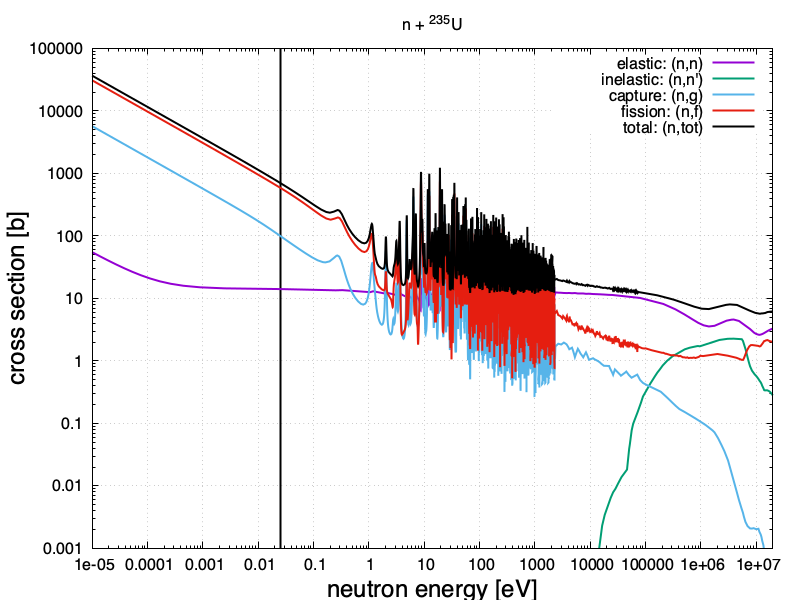 n + ²³⁵U
elastic: (n,n)
inelastic: (n,n')
capture: (n,g)
fission: (n,f)
total: (n,tot)
cross section [b]
100000
10000
1000
100
10
1
0.1
0.01
0.001
1e-05 0.0001 0.001 0.01 0.1 1 10 100 1000 10000 100000 1e+06 1e+07
neutron energy [eV]